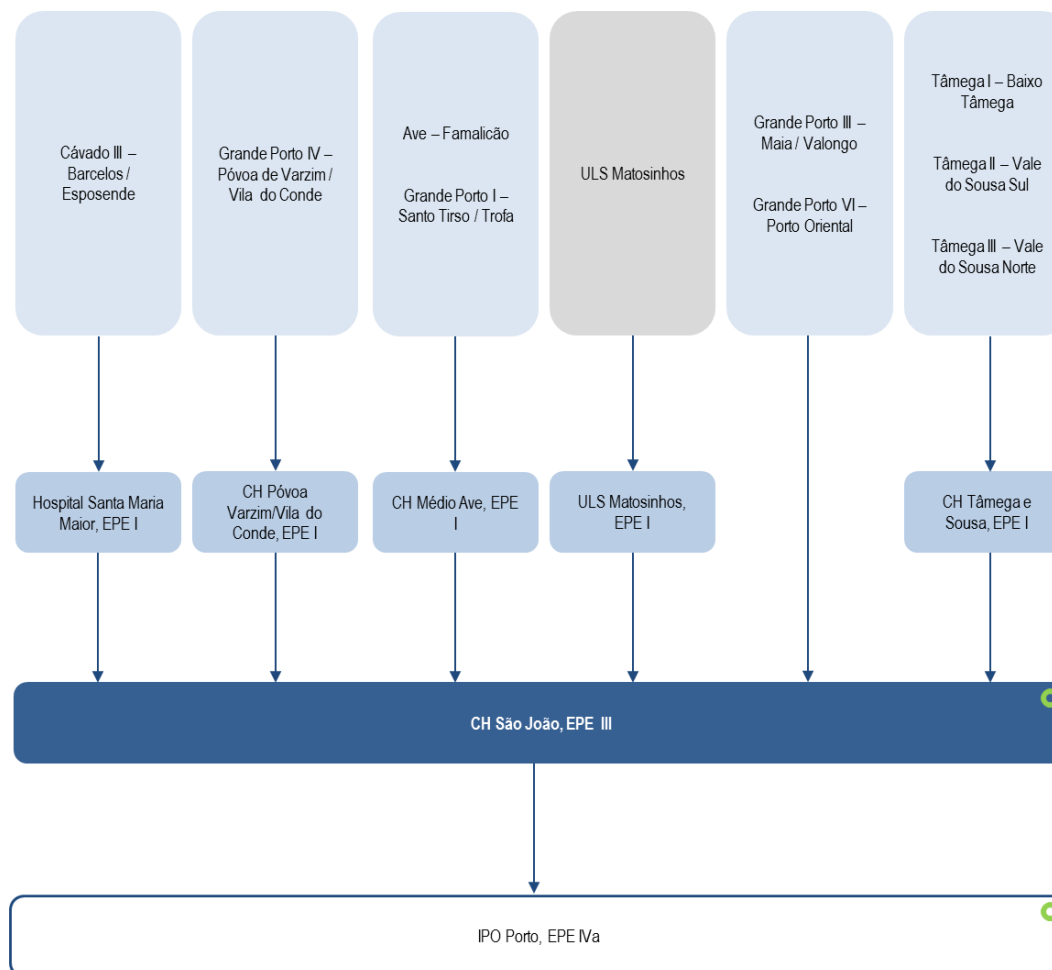 Cávado III –
Barcelos /
Esposende
Grande Porto IV –
Póvoa de Varzim /
Vila do Conde
Ave – Famalicão
Grande Porto I –
Santo Tirso / Trofa
ULS Matosinhos
Grande Porto III –
Maia / Valongo
Grande Porto VI –
Porto Oriental
Tâmega I – Baixo
Tâmega
Tâmega II – Vale
do Sousa Sul
Tâmega III – Vale
do Sousa Norte
Hospital Santa Maria
Maior, EPE I
CH Póvoa
Varzim/Vila do
Conde, EPE I
CH Médio Ave, EPE
I
ULS Matosinhos,
EPE I
CH Tâmega e
Sousa, EPE I
CH São João, EPE III
IPO Porto, EPE IVa